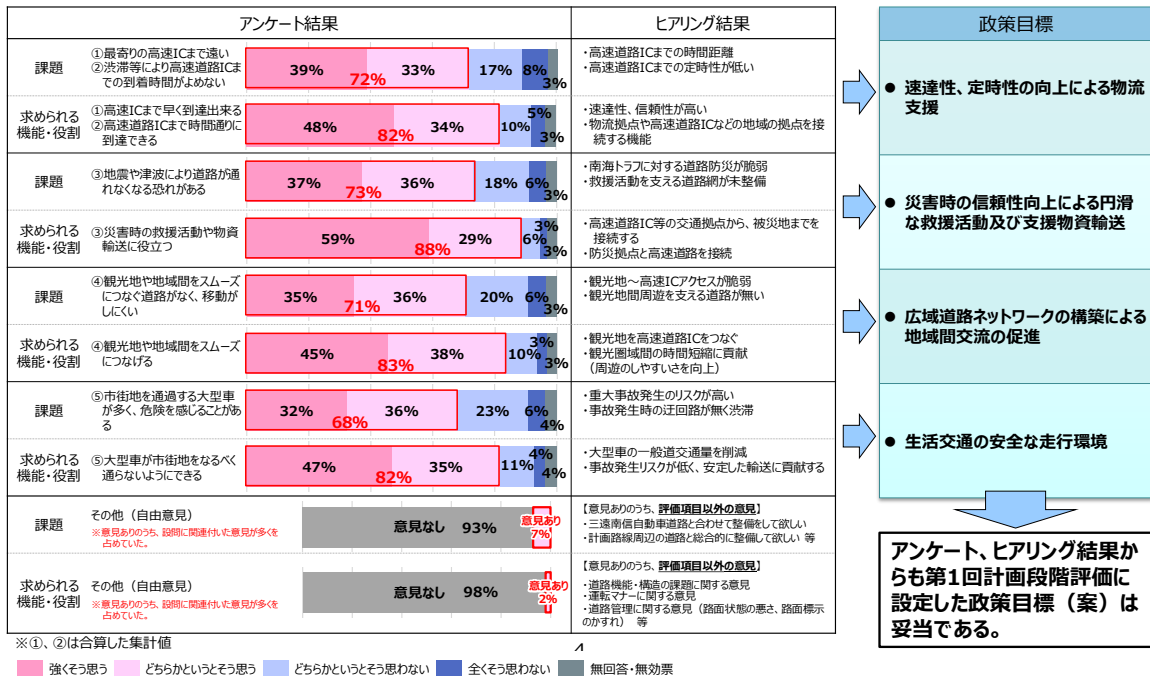 アンケート結果
ヒアリング結果
政策目標
課題
①最寄りの高速ICまで遠い
②渋滞等により高速道路ICま
での到着時間がよめない
39%
72%
33%
17%
8%
3%
・高速道路ICまでの時間距離
・高速道路ICまでの定時性が低い
求められる
機能・役割
①高速ICまで早く到達出来る
②高速道路ICまで時間通りに
到達できる
48%
82%
34%
10%
5%
3%
・速達性、信頼性が高い
・物流拠点や高速道路ICなどの地域の拠点を接
続する機能
● 速達性、定時性の向上による物流
支援
課題
③地震や津波により道路が通
れなくなる恐れがある
37%
73%
36%
18%
6%
3%
・南海トラフに対する道路防災が脆弱
・救援活動を支える道路網が未整備
求められる
機能・役割
③災害時の救援活動や物資
輸送に役立つ
59%
88%
29%
6%
3%
3%
・高速道路IC等の交通拠点から、被災地までを
接続する
・防災拠点と高速道路を接続
● 災害時の信頼性向上による円滑
な救援活動及び支援物資輸送
課題
④観光地や地域間をスムーズ
につなぐ道路がなく、移動が
しにくい
35%
71%
36%
20%
6%
3%
・観光地~高速ICアクセスが脆弱
・観光地間周遊を支える道路が無い
求められる
機能・役割
④観光地や地域間をスムーズ
につなげる
45%
83%
38%
10%
3%
3%
・観光地を高速道路ICをつなぐ
・観光圏域間の時間短縮に貢献
(周遊のしやすいさを向上)
● 広域道路ネットワークの構築による
地域間交流の促進
課題
⑤市街地を通過する大型車
が多く、危険を感じることがあ
る
32%
68%
36%
23%
6%
4%
・重大事故発生のリスクが高い
・事故発生時の迂回路が無く渋滞
求められる
機能・役割
⑤大型車が市街地をなるべく
通らないようにできる
47%
82%
35%
11%
4%
4%
・大型車の一般道交通量を削減
・事故発生リスクが低く、安定した輸送に貢献する
● 生活交通の安全な走行環境
課題
その他(自由意見)
※意見ありのうち、設問に関連付いた意見が多くを
占めていた。
意見なし 93%
意見あり
7%
【意見ありのうち、評価項目以外の意見】
・三遠南信自動車道路と合わせて整備をして欲しい
・計画路線周辺の道路と総合的に整備して欲しい 等
求められる
機能・役割
その他(自由意見)
※意見ありのうち、設問に関連付いた意見が多くを
占めていた。
意見なし 98%
意見あり
2%
【意見ありのうち、評価項目以外の意見】
・道路機能・構造の課題に関する意見
・運転マナーに関する意見
・道路管理に関する意見(路面状態の悪さ、路面標示
のかすれ) 等
アンケート、ヒアリング結果か
らも第1回計画段階評価に
設定した政策目標(案)は
妥当である。
※①、②は合算した集計値
強くそう思う どちらかというとそう思う どちらかというとそう思わない 全くそう思わない 無回答・無効票